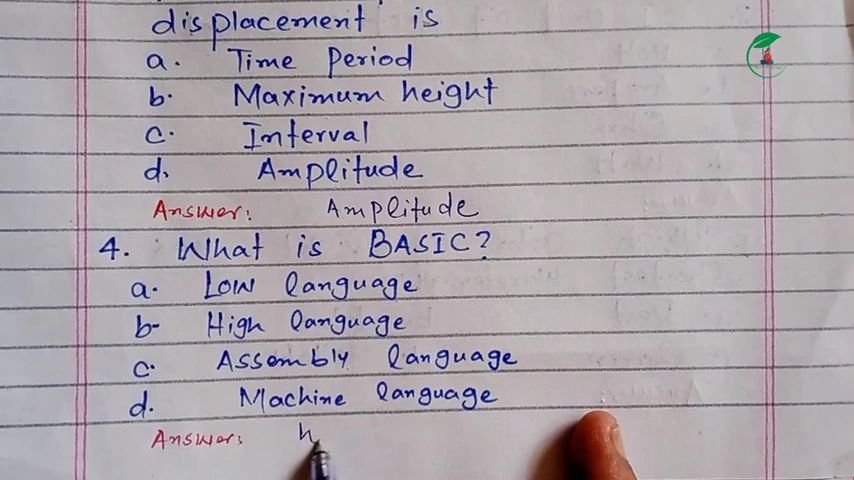 displacement is
a. Time Period
b. Maximum height
c. Interval
d. Amplitude
Answer: Amplitude
4. What is BASIC?
a. Low language
b- High language
c. Assembly language
d. Machine language
Answer: h